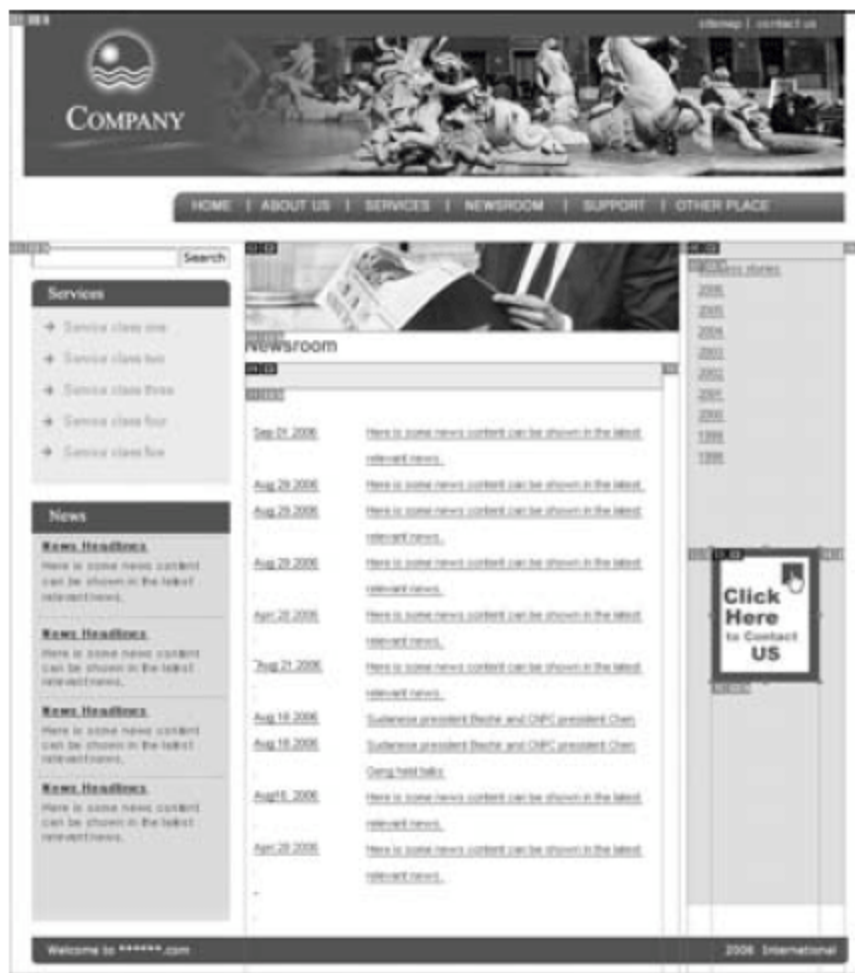 sitemap | contact us
COMPANY
HOME | ABOUT US | SERVICES | NEWSROOM | SUPPORT | OTHER PLACE
Search
Services
Service class one
Service class two
Service class three
Service class four
Service class five
News
News Headlines
Here is some news content
can be shown in the latest
relevant news.
News Headlines
Here is some news content
can be shown in the latest
relevant news.
News Headlines
Here is some news content
can be shown in the latest
relevant news.
News Headlines
Here is some news content
can be shown in the latest
relevant news.
Newsroom
Sep 01 2006 Here is some news content can be shown in the latest
relevant news.
Aug 29 2006 Here is some news content can be shown in the latest
Aug 29 2006 Here is some news content can be shown in the latest
relevant news.
Aug 29 2006 Here is some news content can be shown in the latest
relevant news.
Apr 20 2006 Here is some news content can be shown in the latest
relevant news.
Aug 21 2006 Here is some news content can be shown in the latest
relevant news.
Aug 18 2006 Sudanese president and CNPC president Chen
Aug 18 2006 Sudanese president and CNPC president Chen
Geng held talks
Aug16 2006 Here is some news content can be shown in the latest
relevant news.
Apr 20 2006 Here is some news content can be shown in the latest
relevant news.
stories
2006
2005
2004
2003
2002
2001
2000
1999
1998
Click
Here
to Contact
US
Welcome to ******.com
2006 International